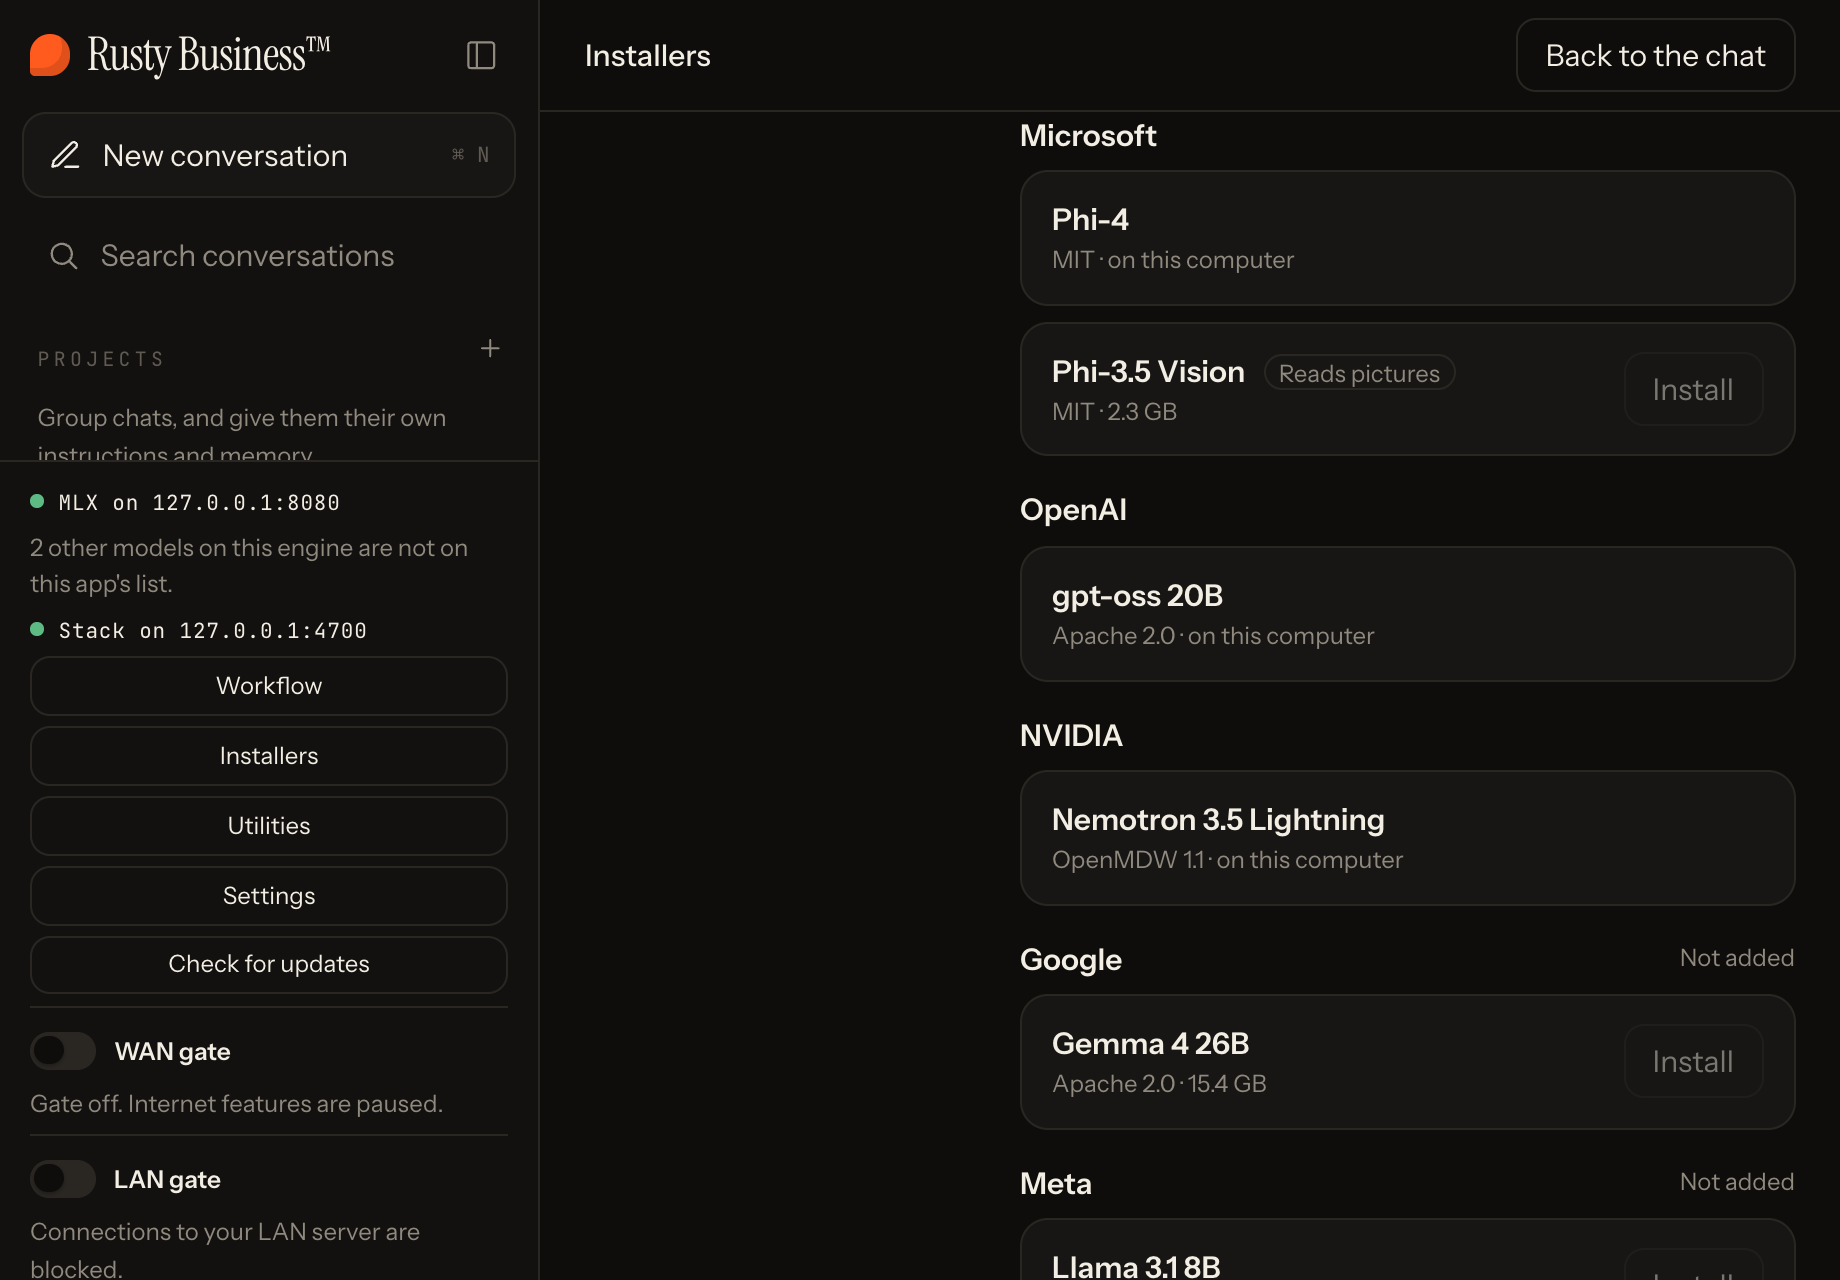 Rusty Business™
New conversation ⌘ N
Search conversations
PROJECTS
Group chats, and give them their own
instructions and memory.
MLX on 127.0.0.1:8080
2 other models on this engine are not on
this app's list.
Stack on 127.0.0.1:4700
Workflow
Installers
Utilities
Settings
Check for updates
WAN gate
Gate off. Internet features are paused.
LAN gate
Connections to your LAN server are
blocked.
Installers
Back to the chat
Microsoft
Phi-4
MIT · on this computer
Phi-3.5 Vision Reads pictures
MIT · 2.3 GB
Install
OpenAI
gpt-oss 20B
Apache 2.0 · on this computer
NVIDIA
Nemotron 3.5 Lightning
OpenMDW 1.1 · on this computer
Google Not added
Gemma 4 26B
Apache 2.0 · 15.4 GB
Install
Meta Not added
Llama 3.1 8B
Install